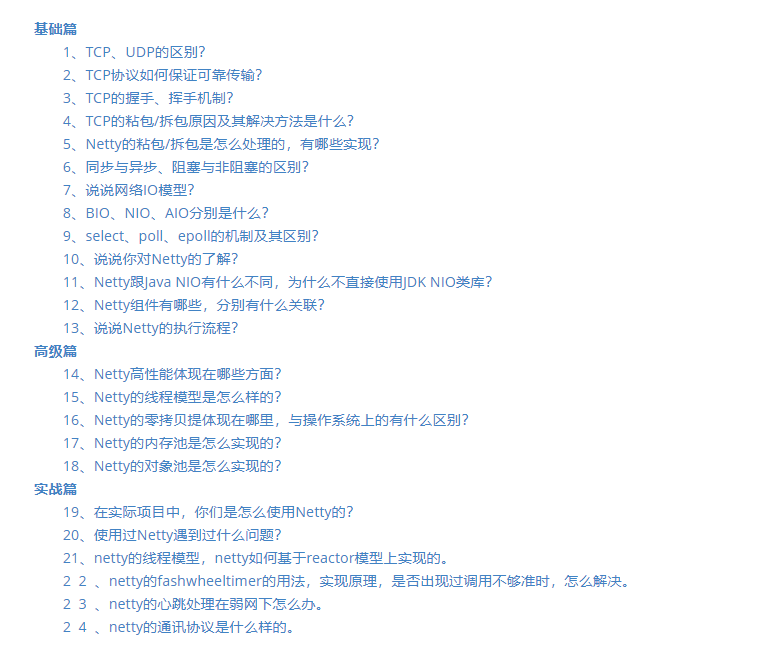 基础篇
1、TCP、UDP的区别？
2、TCP协议如何保证可靠传输？
3、TCP的握手、挥手机制？
4、TCP的粘包/拆包原因及其解决方法是什么？
5、Netty的粘包/拆包是怎么处理的，有哪些实现？
6、同步与异步、阻塞与非阻塞的区别？
7、说说网络IO模型？
8、BIO、NIO、AIO分别是什么？
9、select、poll、epoll的机制及其区别？
10、说说你对Netty的了解？
11、Netty跟Java NIO有什么不同，为什么不直接使用JDK NIO类库？
12、Netty组件有哪些，分别有什么关联？
13、说说Netty的执行流程？
高级篇
14、Netty高性能体现在哪些方面？
15、Netty的线程模型是怎么样的？
16、Netty的零拷贝提体现在哪里，与操作系统上的有什么区别？
17、Netty的内存池是怎么实现的？
18、Netty的对象池是怎么实现的？
实战篇
19、在实际项目中，你们是怎么使用Netty的？
20、使用过Netty遇到过什么问题？
21、netty的线程模型，netty如何基于reactor模型上实现的。
2 2 、netty的fashwheeltimer的用法，实现原理，是否出现过调用不够准时，怎么解决。
2 3 、netty的心跳处理在弱网下怎么办。
2 4 、netty的通讯协议是什么样的。